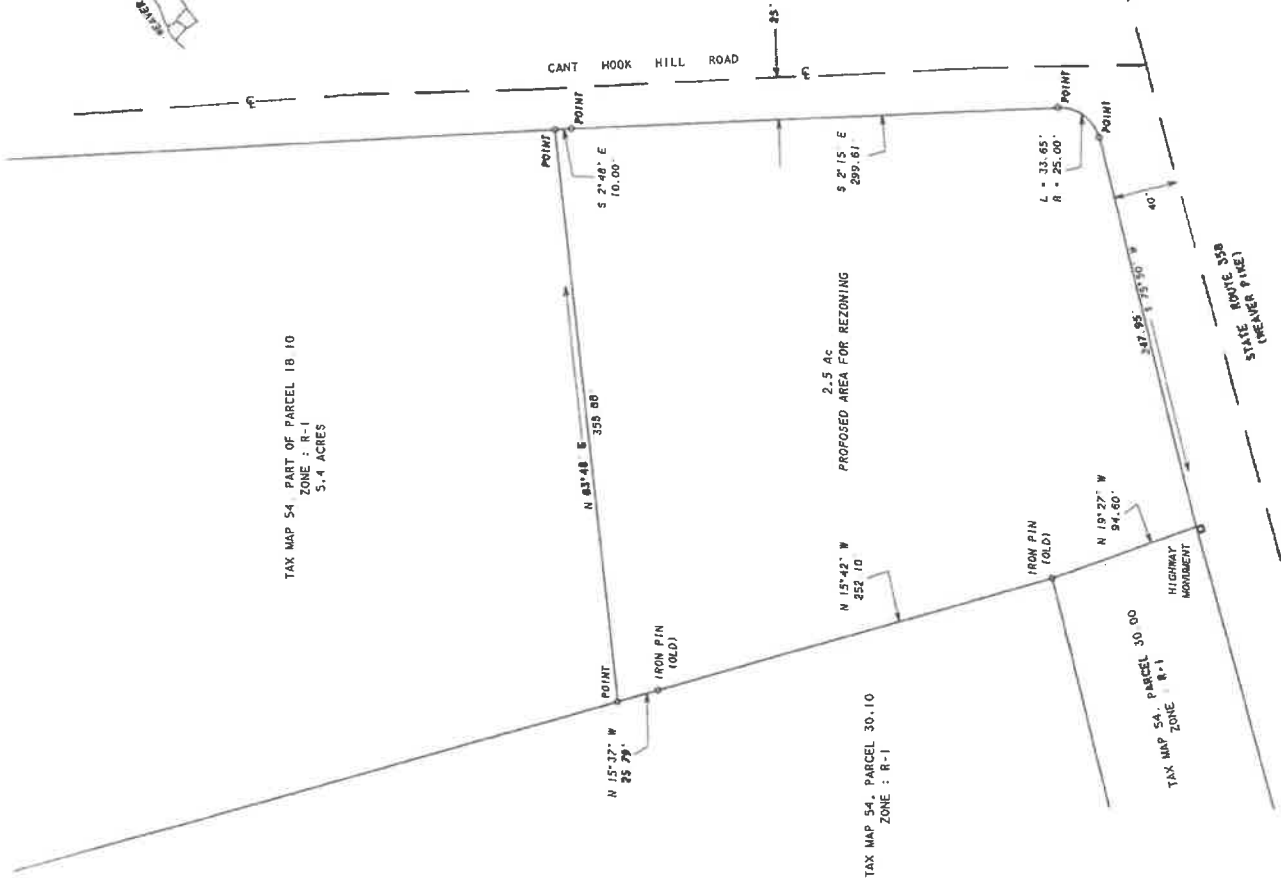 BEAVER
CANT HOOK HILL ROAD
25'
POINT
POINT
S 2°48' E
10.00'
TAX MAP 54, PART OF PARCEL 18.10
ZONE : R-1
5.4 ACRES
N 83°48' E
358.88'
S 2°15' E
299.61'
POINT
POINT
L = 33.65'
R = 25.00'
2.5 Ac
PROPOSED AREA FOR REZONING
40'
247.95'
S 75°50' W
STATE ROUTE 358
(WEAVER PIKE)
POINT
IRON PIN
(OLD)
N 15°37' W
25.79'
N 15°42' W
252.10'
IRON PIN
(OLD)
N 19°27' W
94.60'
HIGHWAY
MONUMENT
TAX MAP 54, PARCEL 30.10
ZONE : R-1
TAX MAP 54, PARCEL 30.00
ZONE : R-1